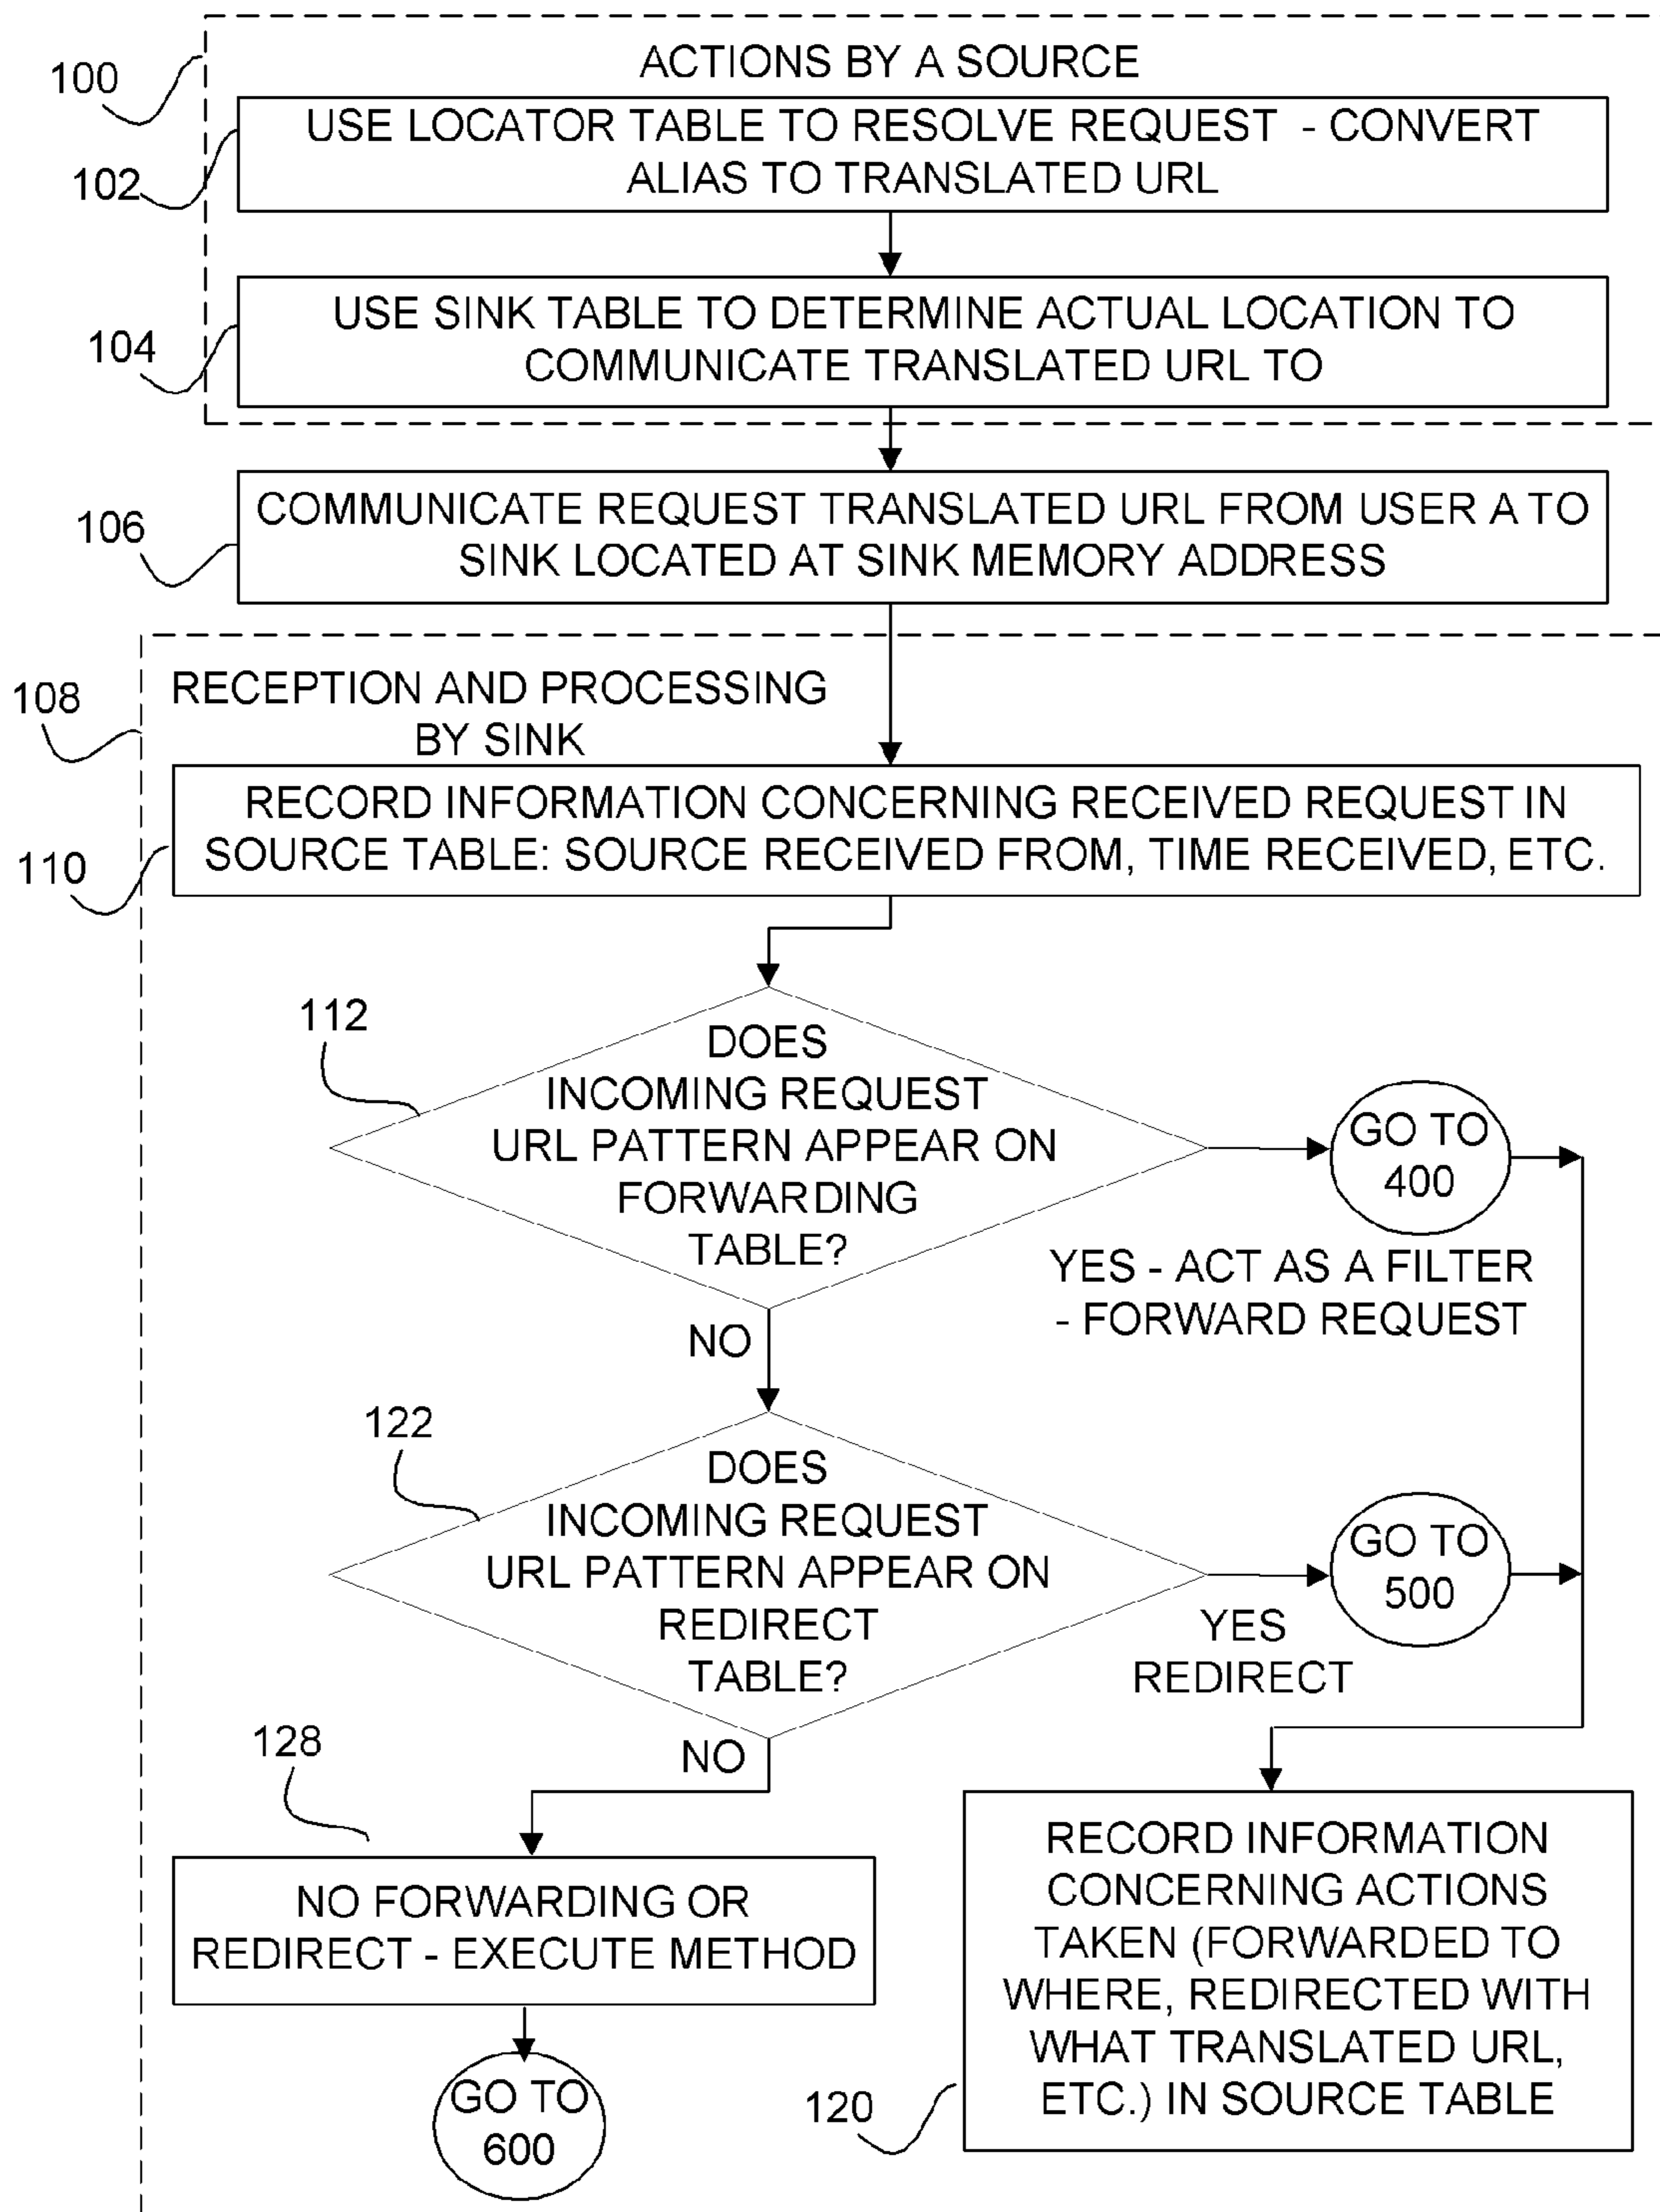 100
ACTIONS BY A SOURCE
102
USE LOCATOR TABLE TO RESOLVE REQUEST - CONVERT
ALIAS TO TRANSLATED URL
104
USE SINK TABLE TO DETERMINE ACTUAL LOCATION TO
COMMUNICATE TRANSLATED URL TO
106
COMMUNICATE REQUEST TRANSLATED URL FROM USER A TO
SINK LOCATED AT SINK MEMORY ADDRESS
108
RECEPTION AND PROCESSING
BY SINK
110
RECORD INFORMATION CONCERNING RECEIVED REQUEST IN
SOURCE TABLE: SOURCE RECEIVED FROM, TIME RECEIVED, ETC.
112
DOES
INCOMING REQUEST
URL PATTERN APPEAR ON
FORWARDING
TABLE?
GO TO
400
YES - ACT AS A FILTER
- FORWARD REQUEST
NO
122
DOES
INCOMING REQUEST
URL PATTERN APPEAR ON
REDIRECT
TABLE?
GO TO
500
YES
REDIRECT
NO
128
NO FORWARDING OR
REDIRECT - EXECUTE METHOD
GO TO
600
120
RECORD INFORMATION
CONCERNING ACTIONS
TAKEN (FORWARDED TO
WHERE, REDIRECTED WITH
WHAT TRANSLATED URL,
ETC.) IN SOURCE TABLE